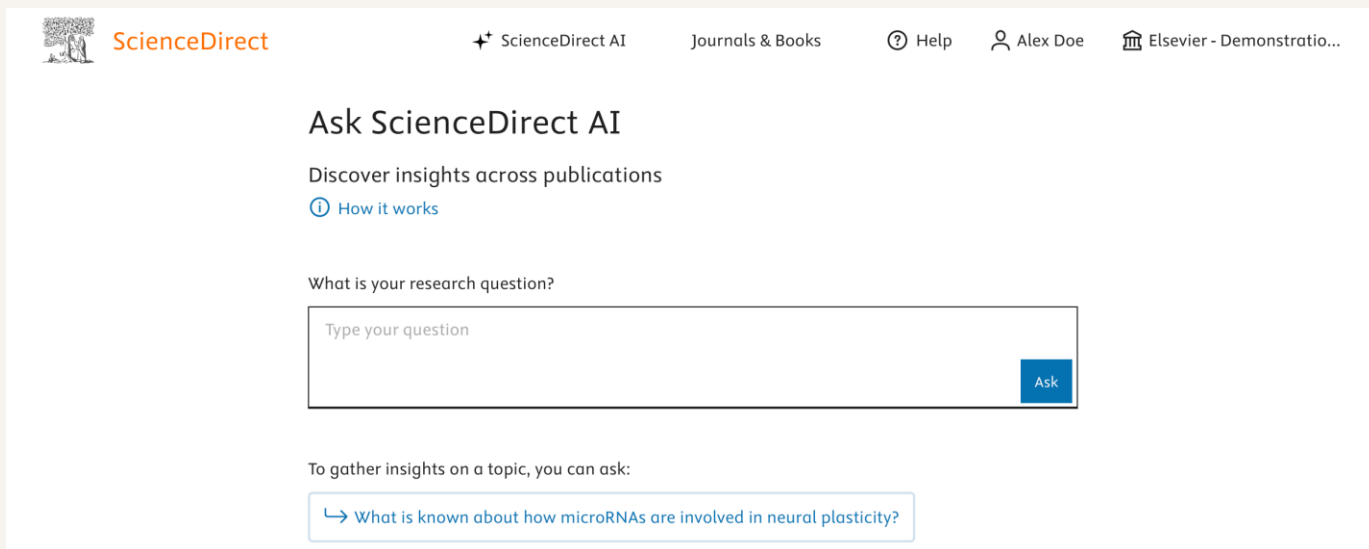 ScienceDirect
ScienceDirect AI
Journals & Books
Help
Alex Doe
Elsevier - Demonstratio...
Ask ScienceDirect AI
Discover insights across publications
How it works
What is your research question?
Type your question
Ask
To gather insights on a topic, you can ask:
What is known about how microRNAs are involved in neural plasticity?